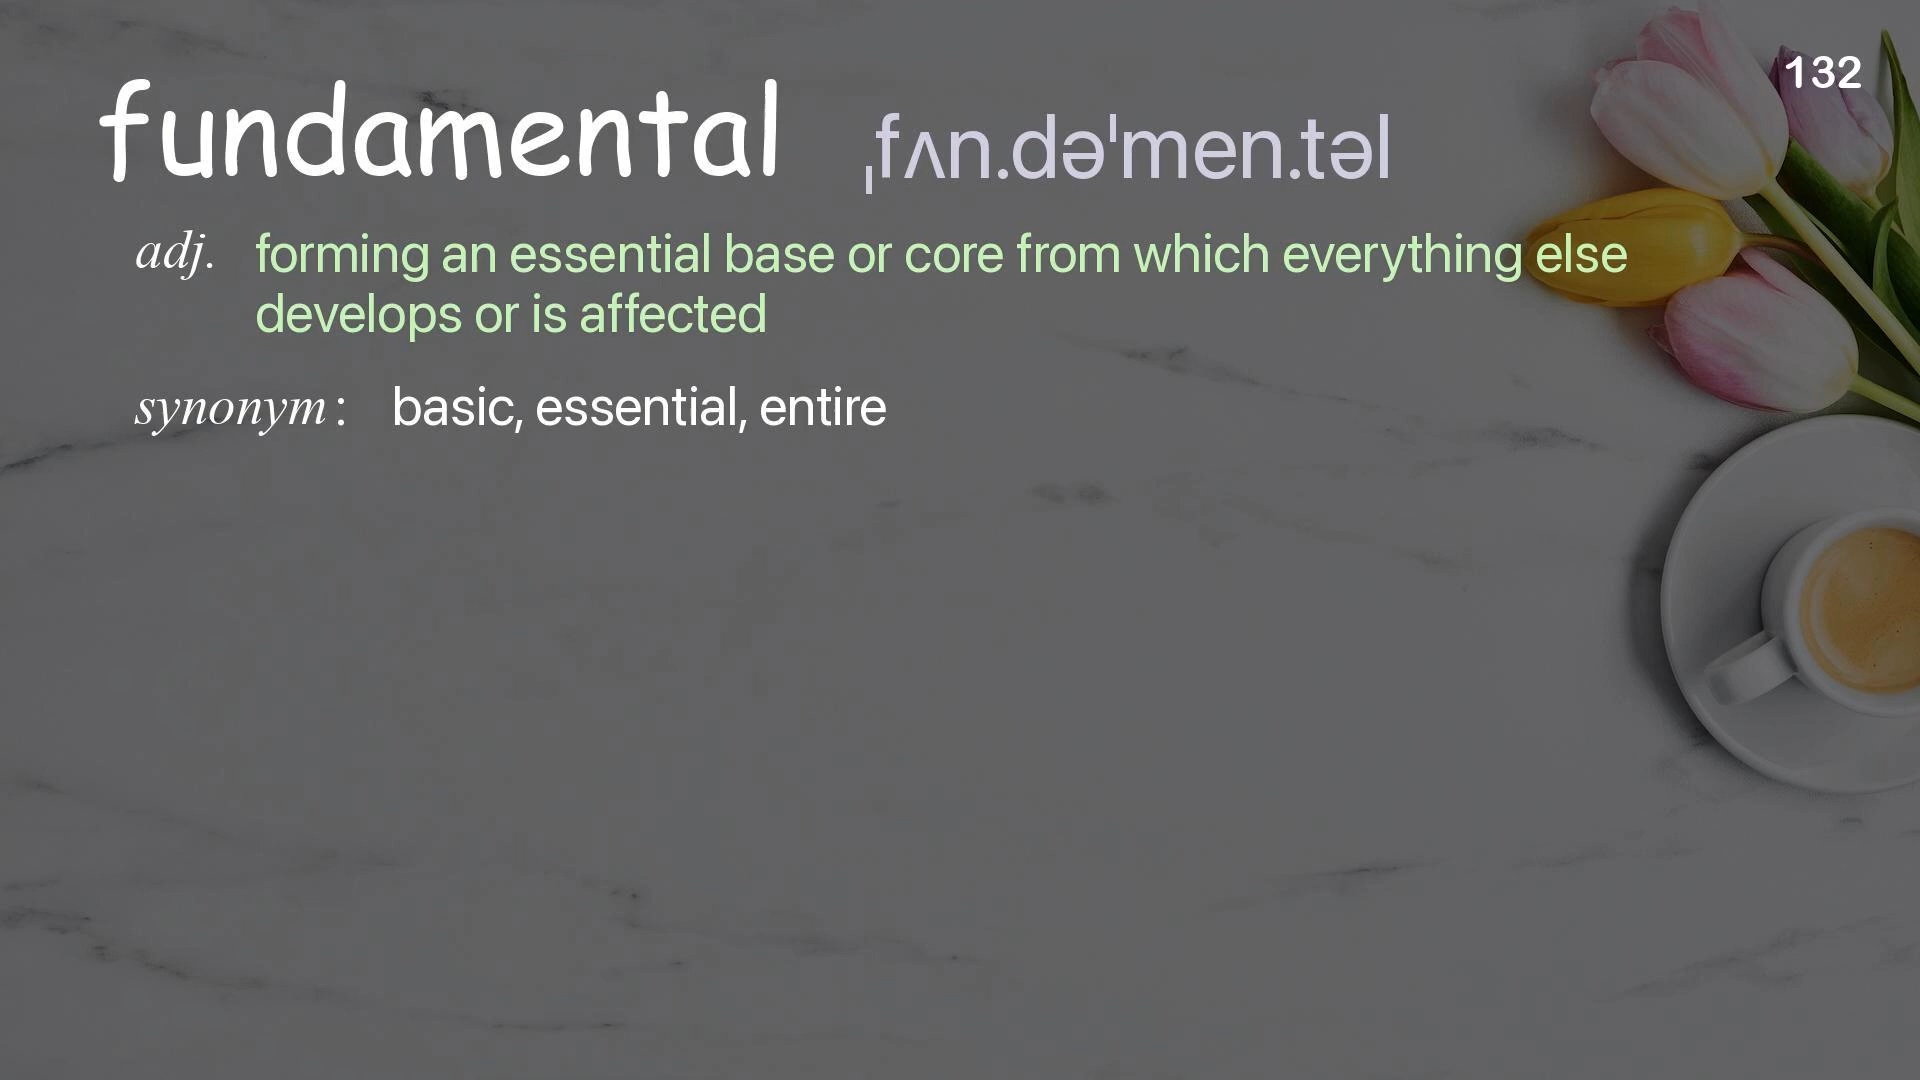 132
fundamental ˌfʌn.dəˈmen.təl
adj. forming an essential base or core from which everything else
develops or is affected
synonym: basic, essential, entire